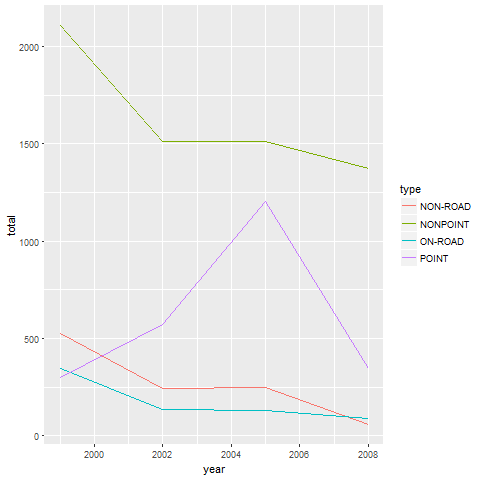 2000
1500
1000
500
0
total
2000
2002
2004
2006
2008
year
type
NON-ROAD
NONPOINT
ON-ROAD
POINT